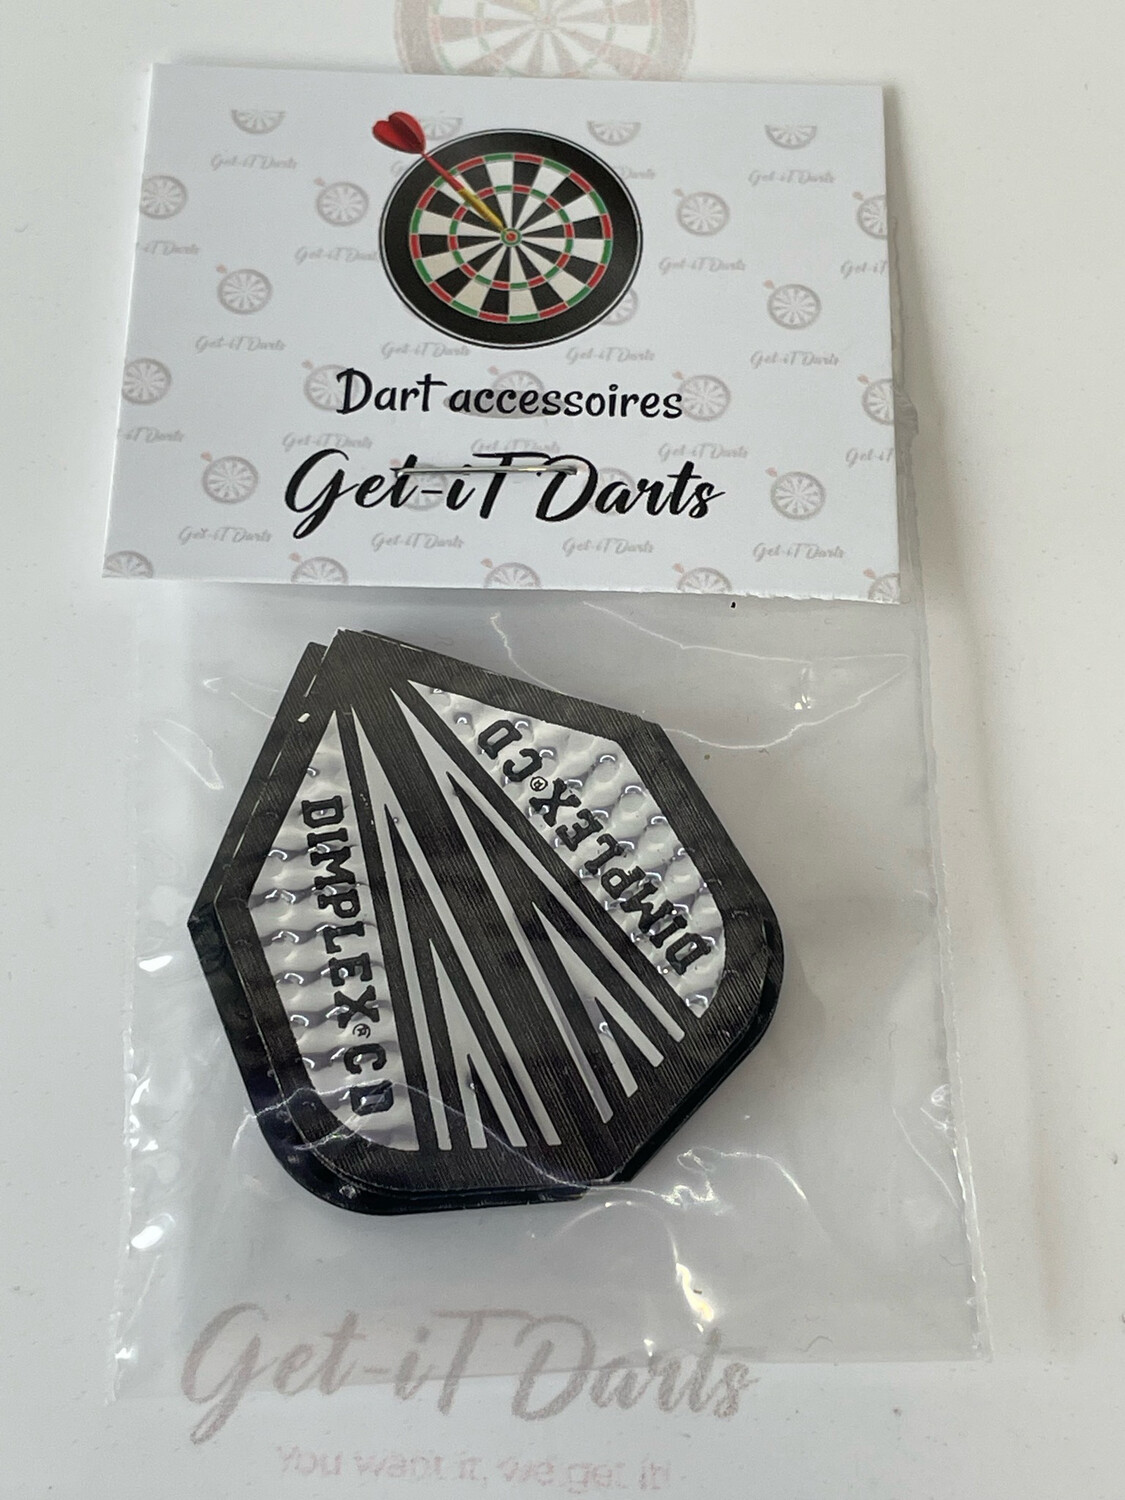 Dart accessoires
Get-iT Darts
DIMPLEX® CD
DIMPLEX® CD
Get-iT Darts
You want it, we get it!